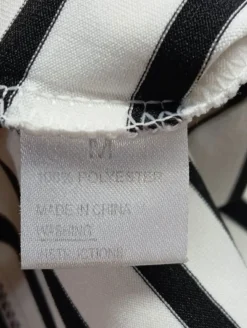 M
100% POLYESTER
MADE IN CHINA
WASHING
INSTRUCTIONS